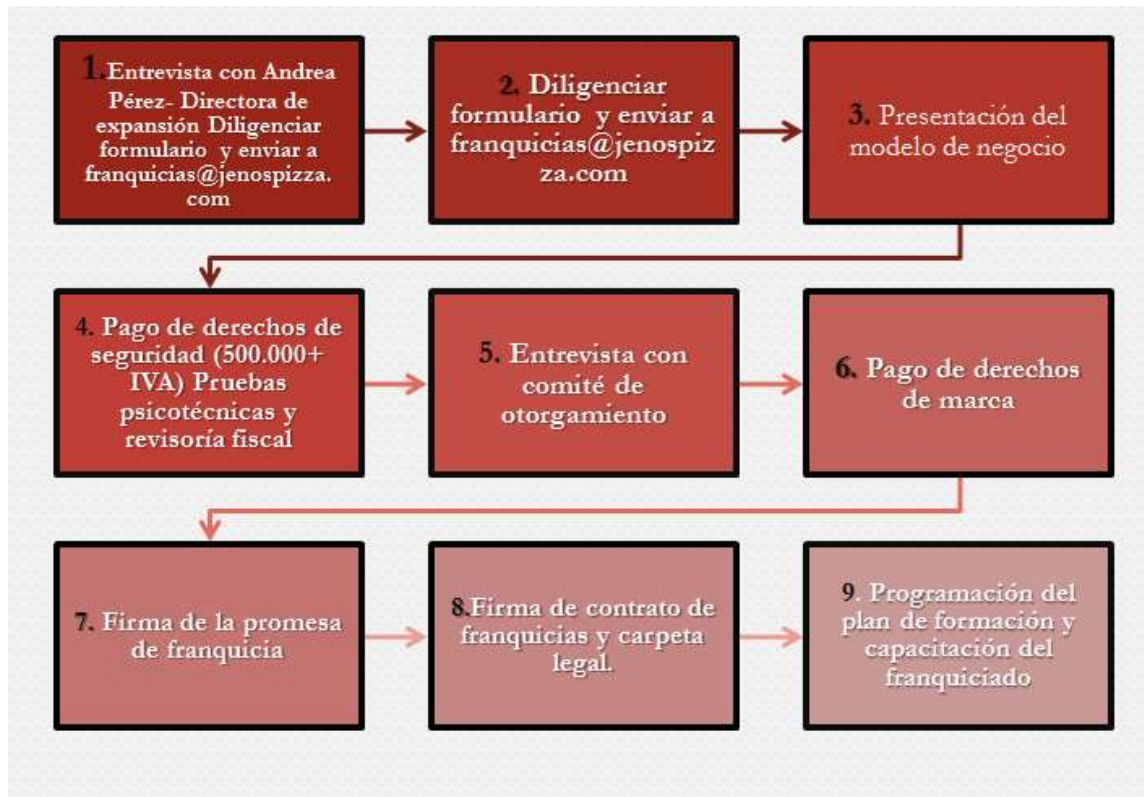 1.Entrevista con Andrea
Pérez- Directora de
expansión Diligenciar
formulario y enviar a
franquicias@jenospizza.
com
2. Diligenciar
formulario y enviar a
franquicias@jenospiz
za.com
3. Presentación del
modelo de negocio
4. Pago de derechos de
seguridad (500.000+
IVA) Pruebas
psicotécnicas y
revisoría fiscal
5. Entrevista con
comité de
otorgamiento
6. Pago de derechos
de marca
7. Firma de la promesa
de franquicia
8.Firma de contrato de
franquicias y carpeta
legal.
9. Programación del
plan de formación y
capacitación del
franquiciado